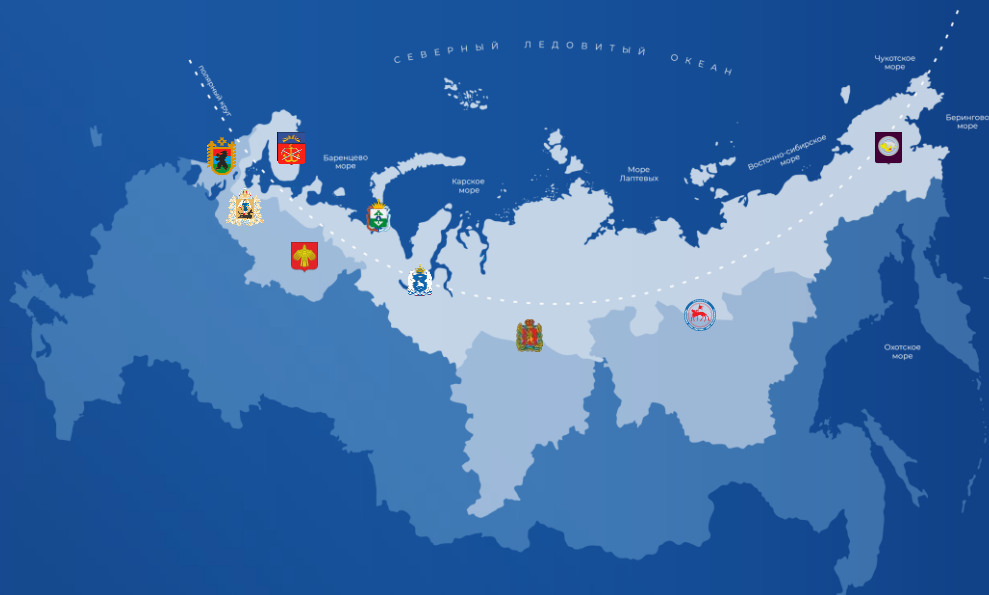 СЕВЕРНЫЙ ЛЕДОВИТЫЙ ОКЕАН
полярный круг
Чукотское
море
Берингово
море
Восточно-сибирское
море
Баренцево
море
Карское
море
Море
Лаптевых
Охотское
море